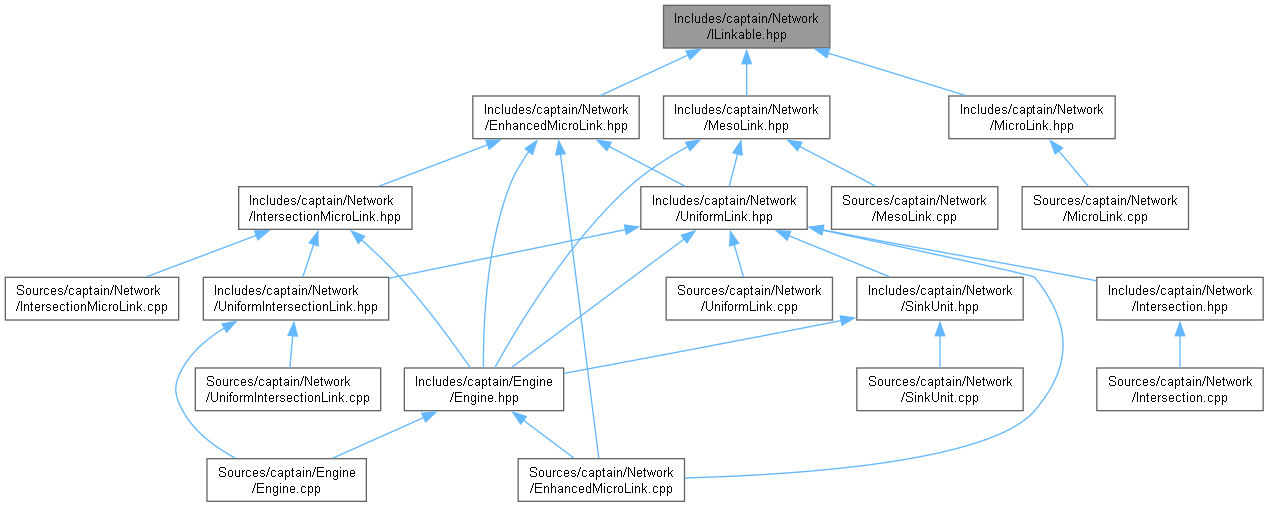 Includes/captain/Network
/ILinkable.hpp
Includes/captain/Network
/EnhancedMicroLink.hpp
Includes/captain/Network
/MesoLink.hpp
Includes/captain/Network
/MicroLink.hpp
Includes/captain/Network
/IntersectionMicroLink.hpp
Includes/captain/Network
/UniformLink.hpp
Sources/captain/Network
/MesoLink.cpp
Sources/captain/Network
/MicroLink.cpp
Sources/captain/Network
/IntersectionMicroLink.cpp
Includes/captain/Network
/UniformIntersectionLink.hpp
Sources/captain/Network
/UniformLink.cpp
Includes/captain/Network
/SinkUnit.hpp
Includes/captain/Network
/Intersection.hpp
Sources/captain/Network
/UniformIntersectionLink.cpp
Includes/captain/Engine
/Engine.hpp
Sources/captain/Network
/SinkUnit.cpp
Sources/captain/Network
/Intersection.cpp
Sources/captain/Engine
/Engine.cpp
Sources/captain/Network
/EnhancedMicroLink.cpp